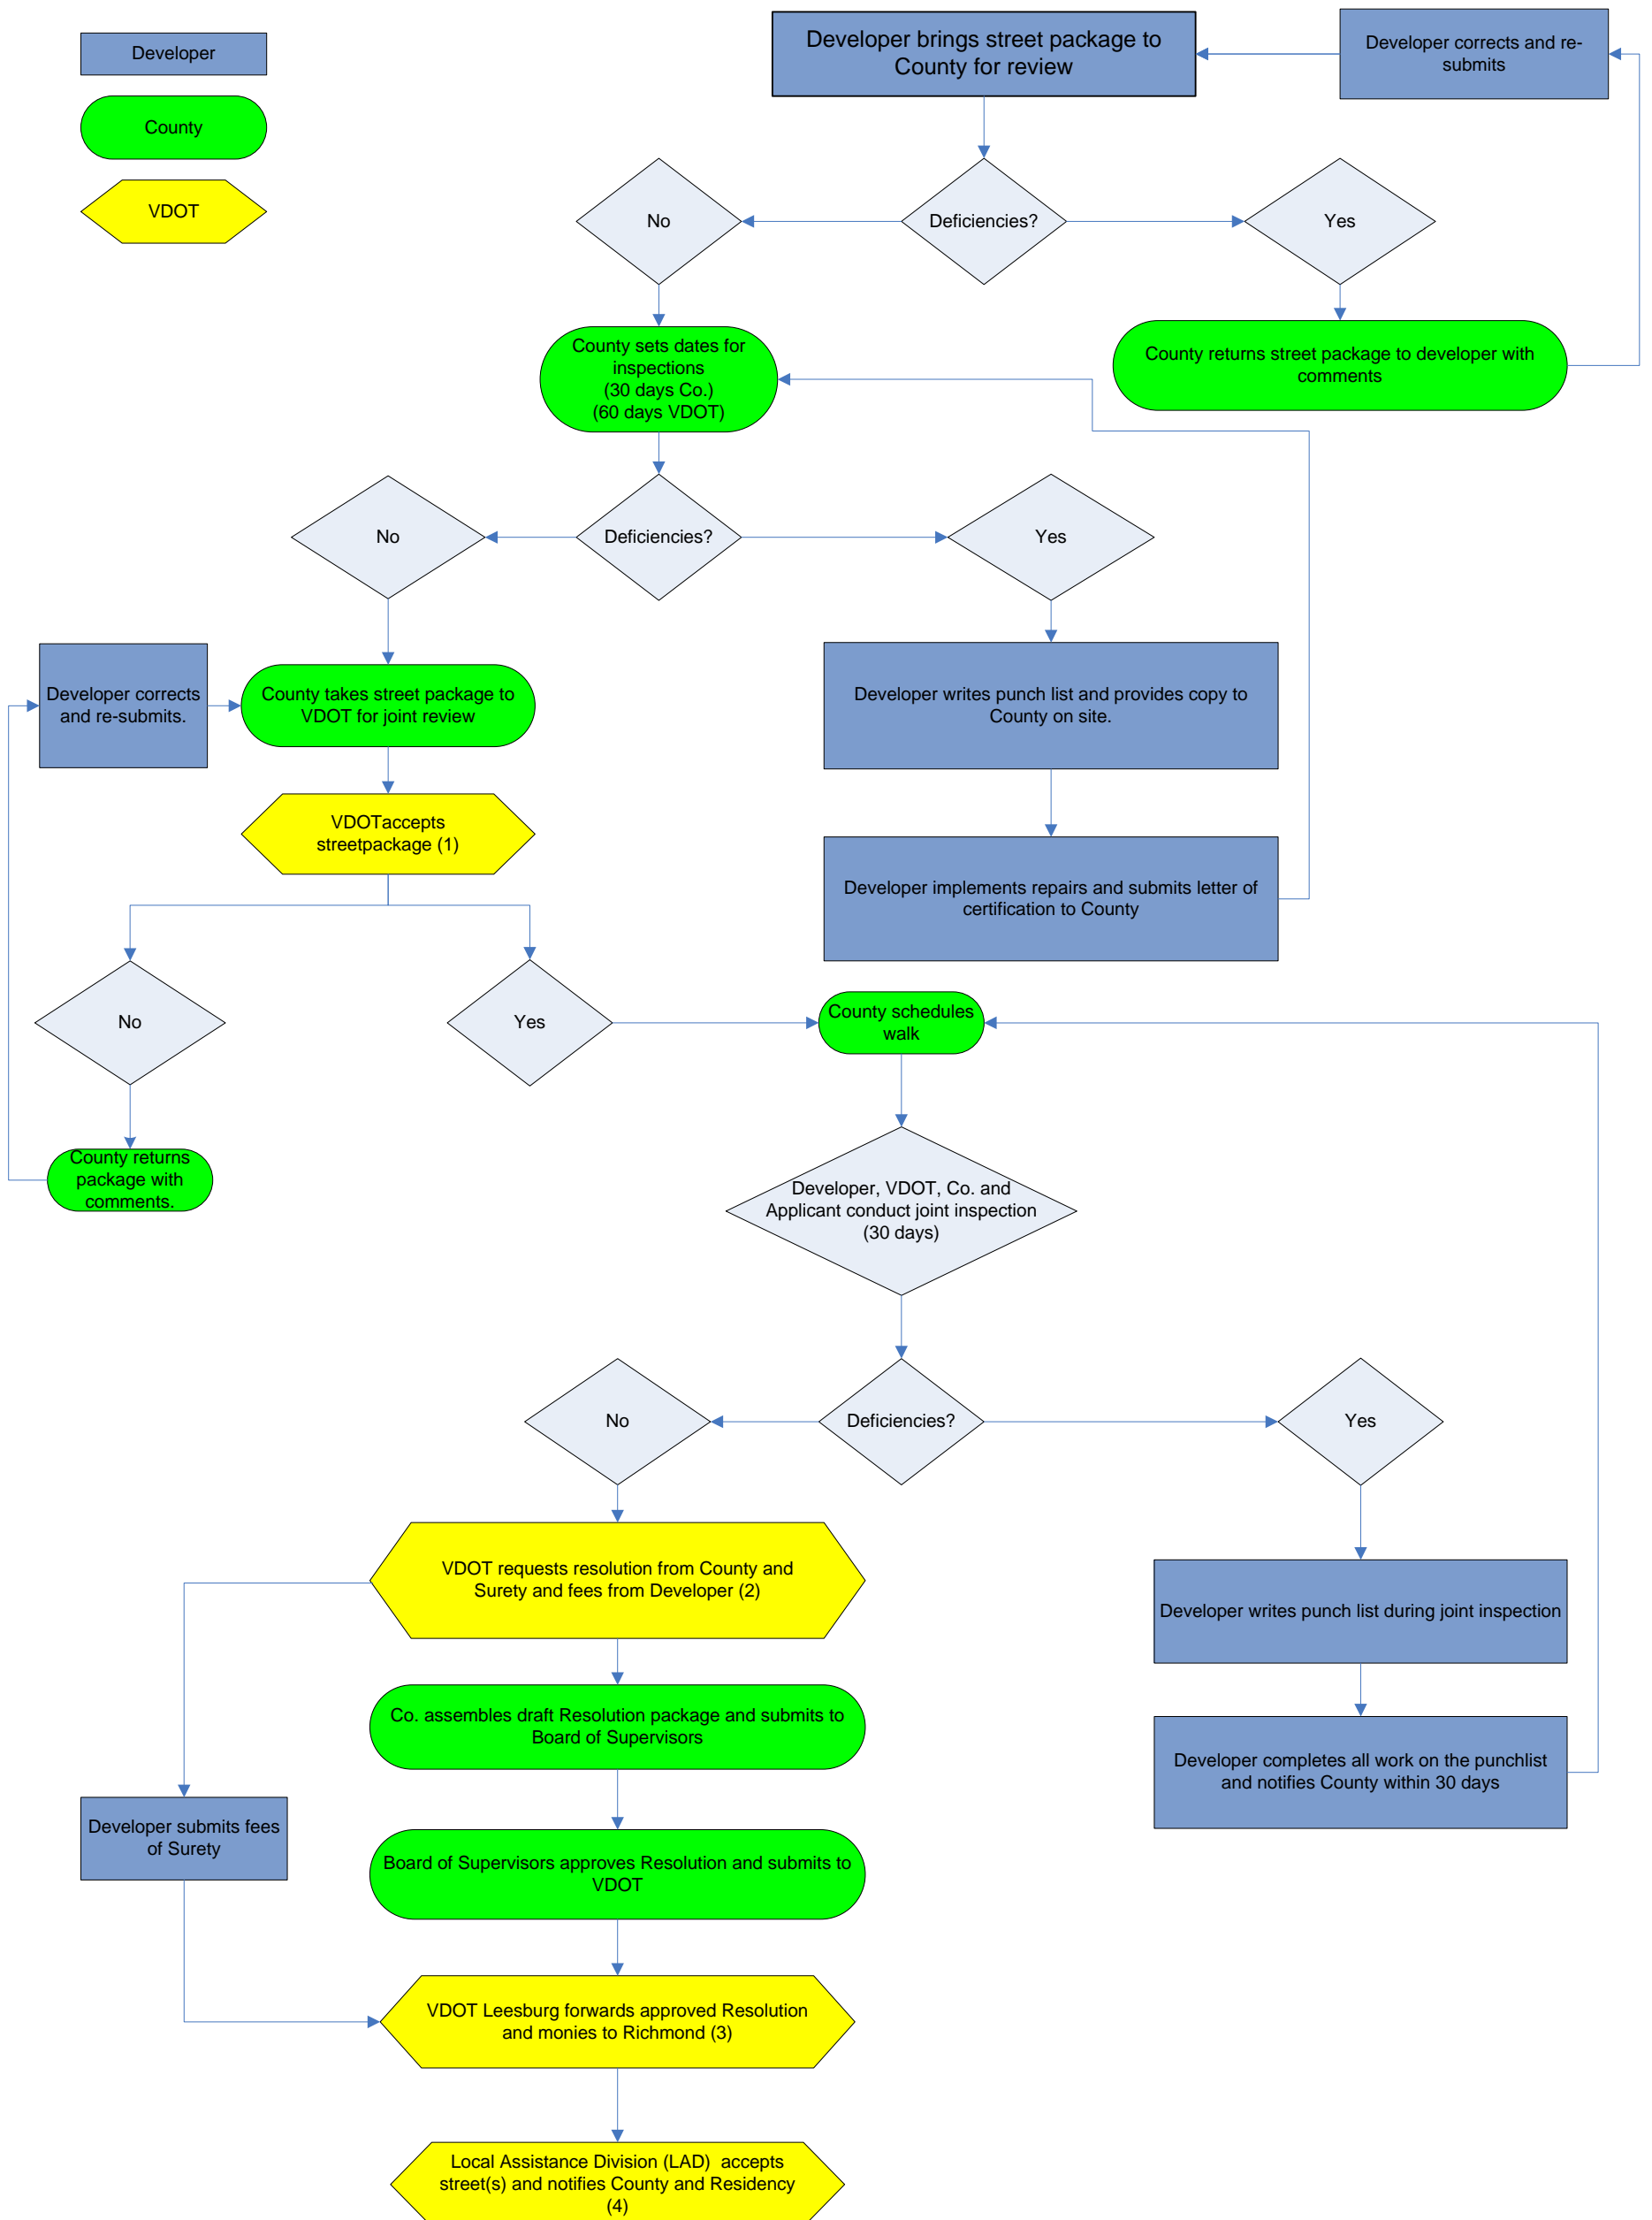 Developer
County
VDOT
Developer brings street package to
County for review
Developer corrects and re-
submits
No
Deficiencies?
Yes
County sets dates for
inspections
(30 days Co.)
(60 days VDOT)
County returns street package to developer with
comments
No
Deficiencies?
Yes
Developer corrects
and re-submits.
County takes street package to
VDOT for joint review
Developer writes punch list and provides copy to
County on site.
VDOTaccepts
streetpackage (1)
Developer implements repairs and submits letter of
certification to County
No
Yes
County schedules
walk
County returns
package with
comments.
Developer, VDOT, Co. and
Applicant conduct joint inspection
(30 days)
No
Deficiencies?
Yes
VDOT requests resolution from County and
Surety and fees from Developer (2)
Developer writes punch list during joint inspection
Co. assembles draft Resolution package and submits to
Board of Supervisors
Developer completes all work on the punchlist
and notifies County within 30 days
Developer submits fees
of Surety
Board of Supervisors approves Resolution and submits to
VDOT
VDOT Leesburg forwards approved Resolution
and monies to Richmond (3)
Local Assistance Division (LAD)  accepts
street(s) and notifies County and Residency
(4)